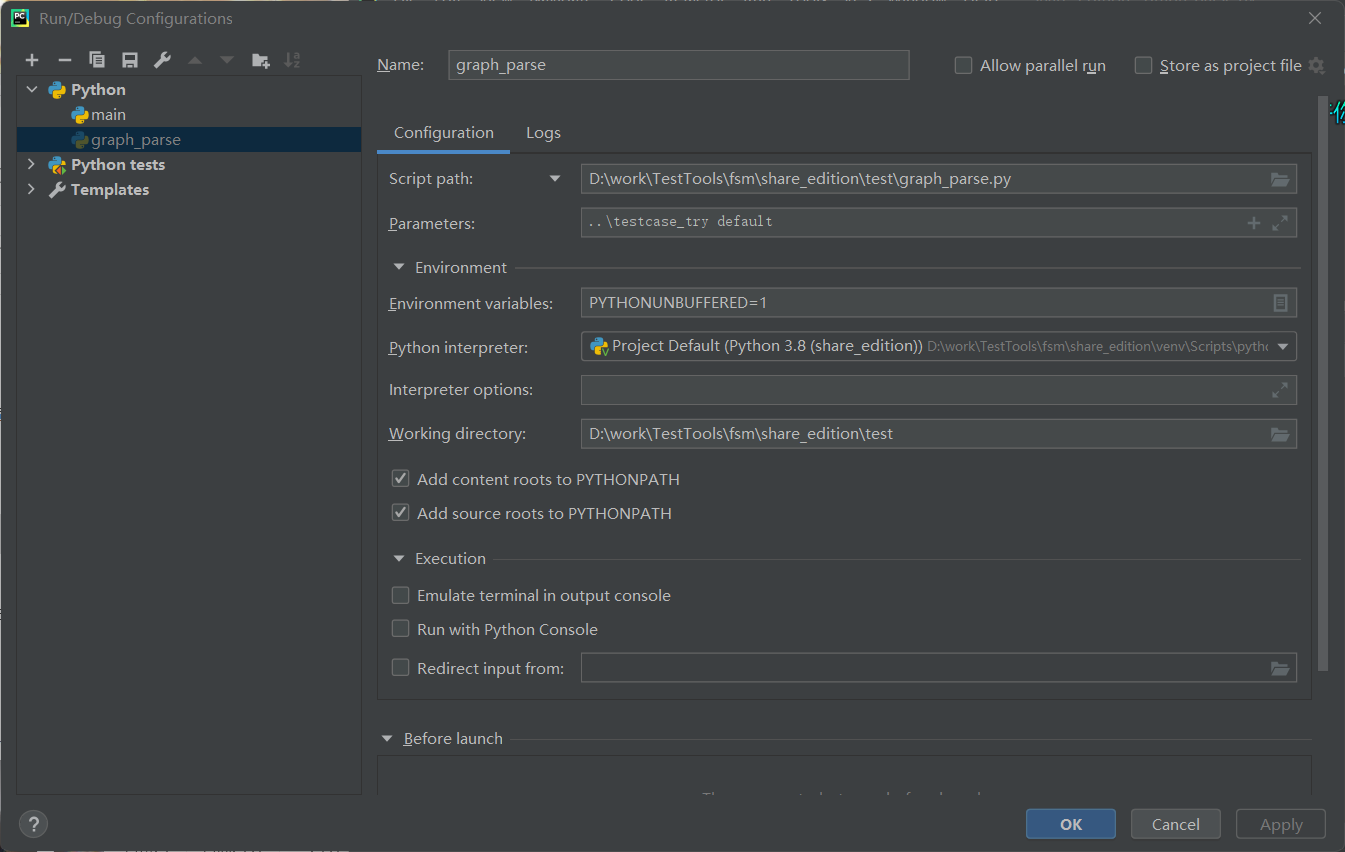 PC
Run/Debug Configurations
Name: graph_parse
Allow parallel run
Store as project file
Python
main
graph_parse
Python tests
Templates
Configuration Logs
Script path: D:\work\TestTools\fsm\share_edition\test\graph_parse.py
Parameters: ..\testcase_try default
Environment
Environment variables: PYTHONUNBUFFERED=1
Python interpreter: Project Default (Python 3.8 (share_edition)) D:\work\TestTools\fsm\share_edition\venv\Scripts\pytho
Interpreter options:
Working directory: D:\work\TestTools\fsm\share_edition\test
Add content roots to PYTHONPATH
Add source roots to PYTHONPATH
Execution
Emulate terminal in output console
Run with Python Console
Redirect input from:
Before launch
?
OK Cancel Apply